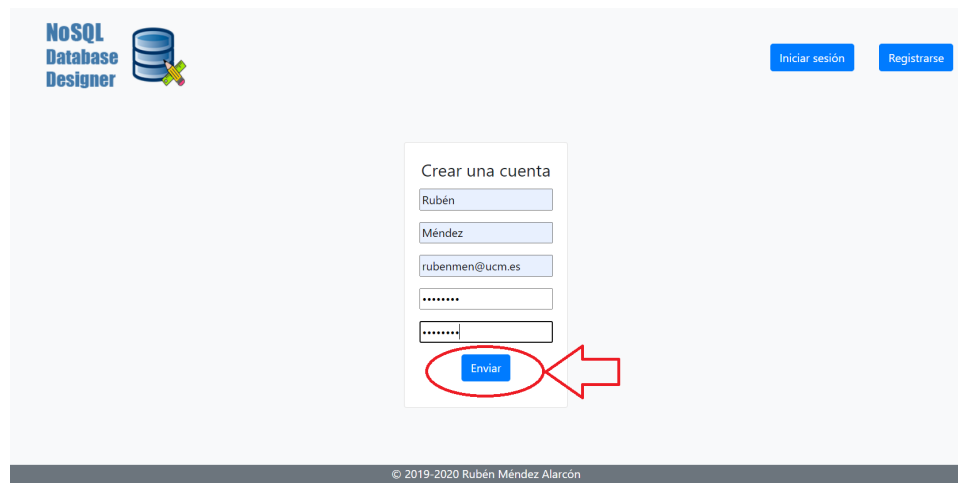 NoSQL
Database
Designer
Iniciar sesión
Registrarse
Crear una cuenta
Rubén
Méndez
rubenmen@ucm.es
••••••••
••••••••
Enviar
© 2019-2020 Rubén Méndez Alarcón